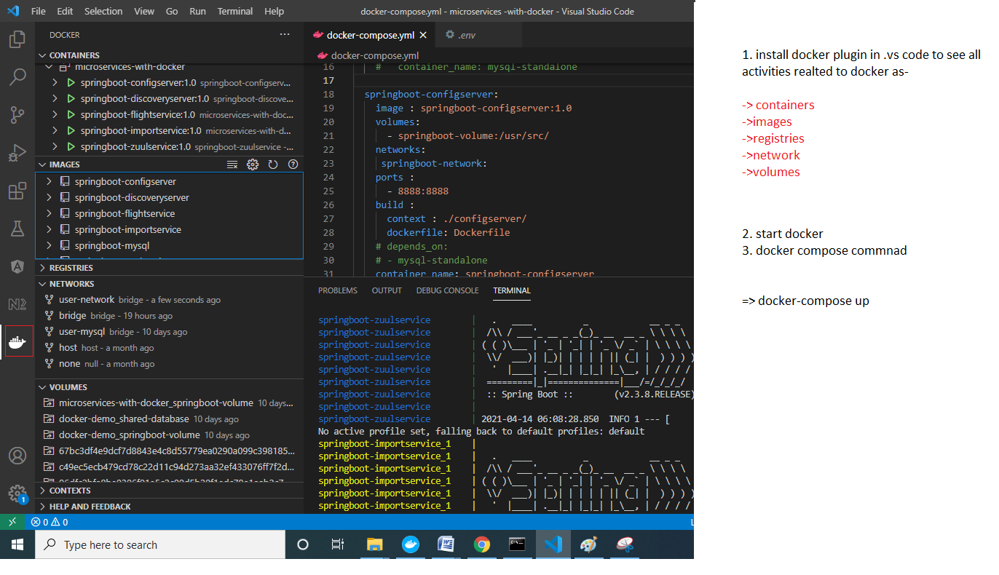 File Edit Selection View Go Run Terminal Help docker-compose.yml - microservices -with-docker - Visual Studio Code
DOCKER ···
CONTAINERS
microservices-with-docker
springboot-configserver:1.0 springboot-configserv...
springboot-discoveryserver:1.0 springboot-discove...
springboot-flightservice:1.0 microservices-with-doc...
springboot-importservice:1.0 microservices-with-d...
springboot-zuulservice:1.0 springboot-zuulservice -...
IMAGES
springboot-configserver
springboot-discoveryserver
springboot-flightservice
springboot-importservice
springboot-mysql
REGISTRIES
NETWORKS
user-network bridge - a few seconds ago
bridge bridge - 19 hours ago
user-mysql bridge - 10 days ago
host host - a month ago
none null - a month ago
VOLUMES
microservices-with-docker_springboot-volume 10 days...
docker-demo_shared-database 10 days ago
docker-demo_springboot-volume 10 days ago
67bc3df4e9dcf7d8843e4c8d55779ea0290a099c398185...
c49ec5ecb479cd78c22d11c94d273aa32ef433076ff7f2d...
CONTEXTS
HELP AND FEEDBACK
1
0 0
Type here to search
docker-compose.yml .env
docker-compose.yml
16 # container_name: mysql-standalone
17
18 springboot-configserver:
19 image : springboot-configserver:1.0
20 volumes:
21 - springboot-volume:/usr/src/
22 networks:
23 springboot-network:
24 ports :
25 - 8888:8888
26 build :
27 context : ./configserver/
28 dockerfile: Dockerfile
29 # depends_on:
30 # - mysql-standalone
31 container_name: springboot-configserver
PROBLEMS OUTPUT DEBUG CONSOLE TERMINAL
springboot-zuulservice | . ____ _ __ _ _
springboot-zuulservice | /\\ / ___'_ __ _ _(_)_ __ __ _ \ \ \ \
springboot-zuulservice | ( ( )\___ | '_ | '_| | '_ \/ _` | \ \ \ \
springboot-zuulservice | \\/ ___)| |_)| | | | | || (_| | ) ) ) )
springboot-zuulservice | ' |____| .__|_| |_|_| |_\__, | / / / /
springboot-zuulservice | =========|_|==============|___/=/_/_/_/
springboot-zuulservice | :: Spring Boot :: (v2.3.8.RELEASE)
springboot-zuulservice |
springboot-zuulservice | 2021-04-14 06:08:28.850 INFO 1 --- [
No active profile set, falling back to default profiles: default
springboot-importservice_1 |
springboot-importservice_1 | . ____ _ __ _ _
springboot-importservice_1 | /\\ / ___'_ __ _ _(_)_ __ __ _ \ \ \ \
springboot-importservice_1 | ( ( )\___ | '_ | '_| | '_ \/ _` | \ \ \ \
springboot-importservice_1 | \\/ ___)| |_)| | | | | || (_| | ) ) ) )
springboot-importservice_1 | ' |____| .__|_| |_|_| |_\__, | / / / /
1. install docker plugin in .vs code to see all
activities realted to docker as-
-> containers
->images
->registries
->network
->volumes
2. start docker
3. docker compose commnad
=> docker-compose up